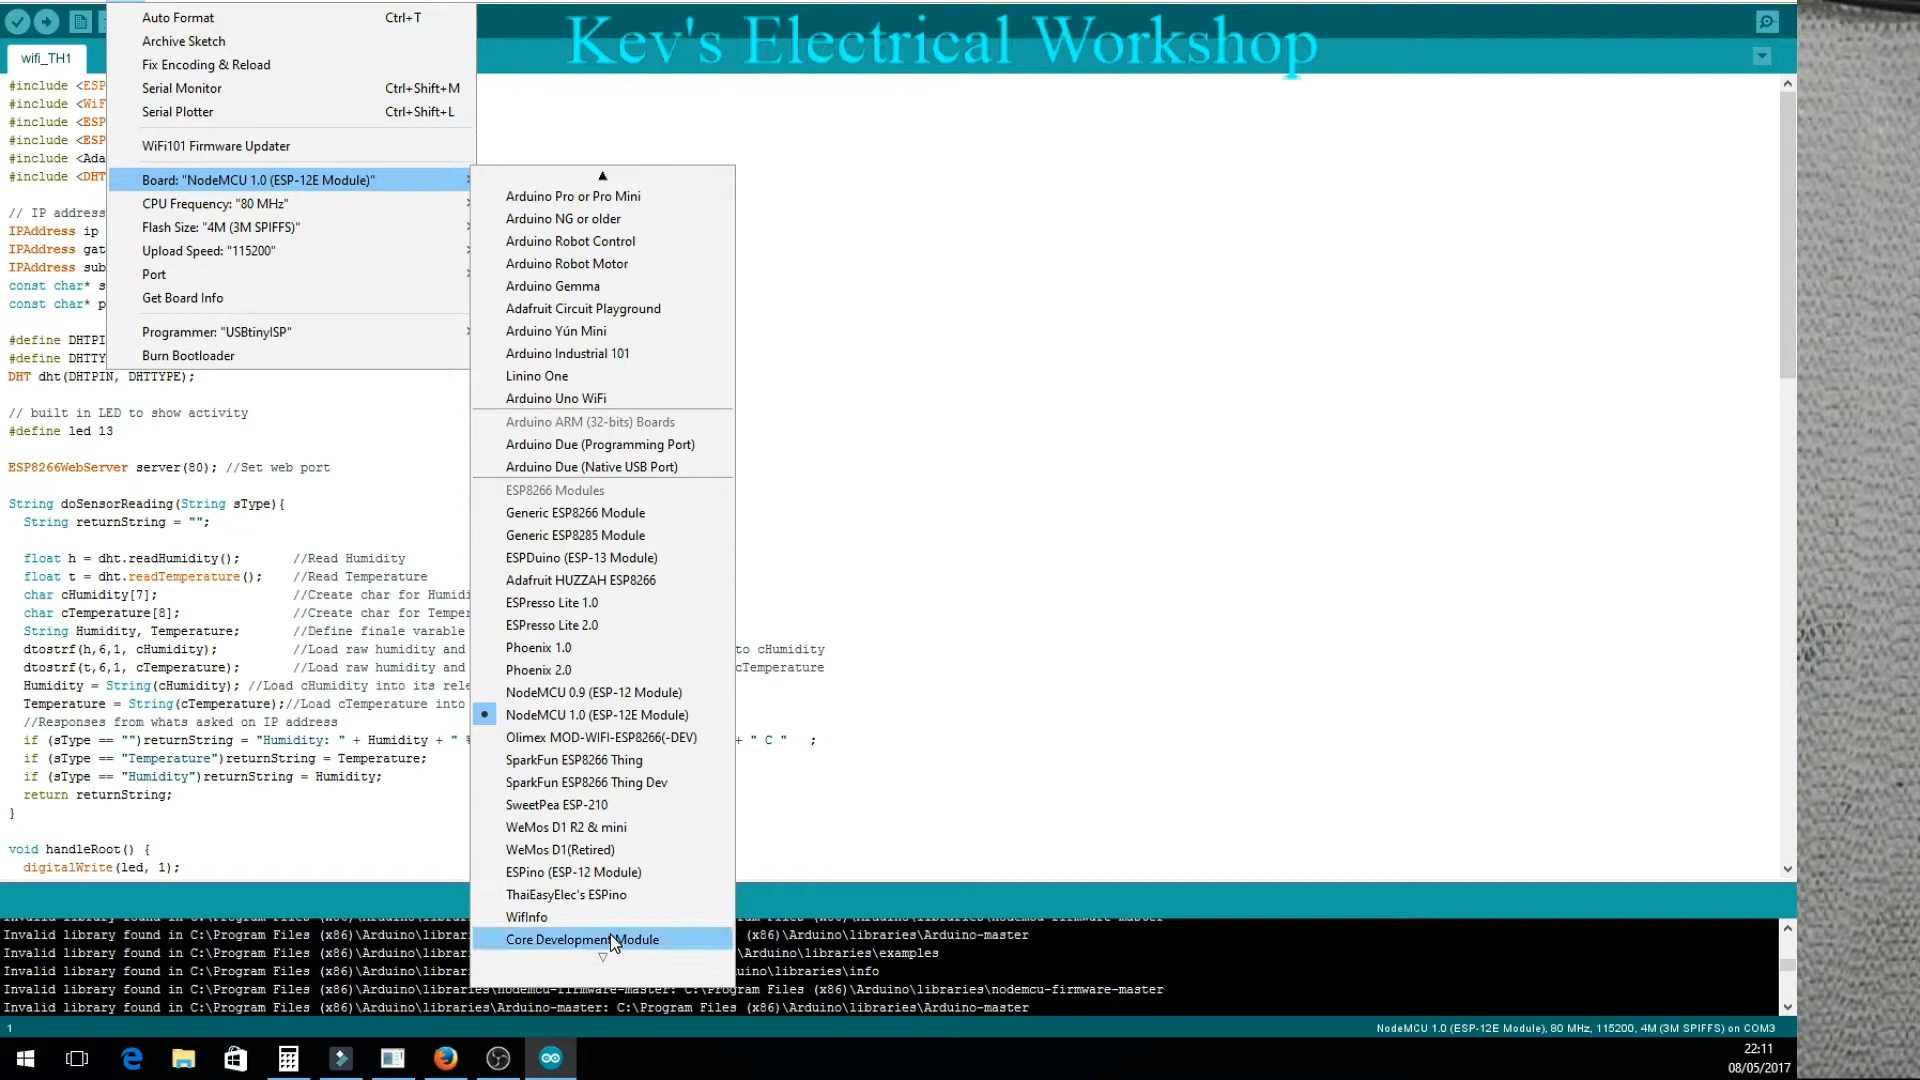 Kev's Electrical Workshop
Auto Format Ctrl+T
Archive Sketch
Fix Encoding & Reload
Serial Monitor Ctrl+Shift+M
Serial Plotter Ctrl+Shift+L
WiFi101 Firmware Updater
Board: "NodeMCU 1.0 (ESP-12E Module)"
CPU Frequency: "80 MHz"
Flash Size: "4M (3M SPIFFS)"
Upload Speed: "115200"
Port
Get Board Info
Programmer: "USBtinyISP"
Burn Bootloader
Arduino Pro or Pro Mini
Arduino NG or older
Arduino Robot Control
Arduino Robot Motor
Arduino Gemma
Adafruit Circuit Playground
Arduino Yún Mini
Arduino Industrial 101
Linino One
Arduino Uno WiFi
Arduino ARM (32-bits) Boards
Arduino Due (Programming Port)
Arduino Due (Native USB Port)
ESP8266 Modules
Generic ESP8266 Module
Generic ESP8285 Module
ESPDuino (ESP-13 Module)
Adafruit HUZZAH ESP8266
ESPresso Lite 1.0
ESPresso Lite 2.0
Phoenix 1.0
Phoenix 2.0
NodeMCU 0.9 (ESP-12 Module)
NodeMCU 1.0 (ESP-12E Module)
Olimex MOD-WIFI-ESP8266(-DEV)
SparkFun ESP8266 Thing
SparkFun ESP8266 Thing Dev
SweetPea ESP-210
WeMos D1 R2 & mini
WeMos D1(Retired)
ESPino (ESP-12 Module)
ThaiEasyElec's ESPino
WifInfo
Core Development Module
wifi_TH1
#include <ESP
#include <WiF
#include <ESP
#include <ESP
#include <Ada
#include <DHT
// IP address
IPAddress ip
IPAddress gat
IPAddress sub
const char* s
const char* p
#define DHTPI
#define DHTTY
DHT dht(DHTPIN, DHTTYPE);
// built in LED to show activity
#define led 13
ESP8266WebServer server(80); //Set web port
String doSensorReading(String sType){
String returnString = "";
float h = dht.readHumidity(); //Read Humidity
float t = dht.readTemperature(); //Read Temperature
char cHumidity[7]; //Create char for Humidi
char cTemperature[8]; //Create char for Temper
String Humidity, Temperature; //Define finale varable
dtostrf(h,6,1, cHumidity); //Load raw humidity and to cHumidity
dtostrf(t,6,1, cTemperature); //Load raw humidity and cTemperature
Humidity = String(cHumidity); //Load cHumidity into its rele
Temperature = String(cTemperature);//Load cTemperature into
//Responses from whats asked on IP address
if (sType == "")returnString = "Humidity: " + Humidity + " % + " C " ;
if (sType == "Temperature")returnString = Temperature;
if (sType == "Humidity")returnString = Humidity;
return returnString;
}
void handleRoot() {
digitalWrite(led, 1);
Invalid library found in C:\Program Files (x86)\Arduino\librar (x86)\Arduino\libraries\Arduino-master
Invalid library found in C:\Program Files (x86)\Arduino\librar \Arduino\libraries\examples
Invalid library found in C:\Program Files (x86)\Arduino\librar duino\libraries\info
Invalid library found in C:\Program Files (x86)\Arduino\libraries\nodemcu-firmware-master: C:\Program Files (x86)\Arduino\libraries\nodemcu-firmware-master
Invalid library found in C:\Program Files (x86)\Arduino\libraries\Arduino-master: C:\Program Files (x86)\Arduino\libraries\Arduino-master
1 NodeMCU 1.0 (ESP-12E Module), 80 MHz, 115200, 4M (3M SPIFFS) on COM3
22:11
08/05/2017